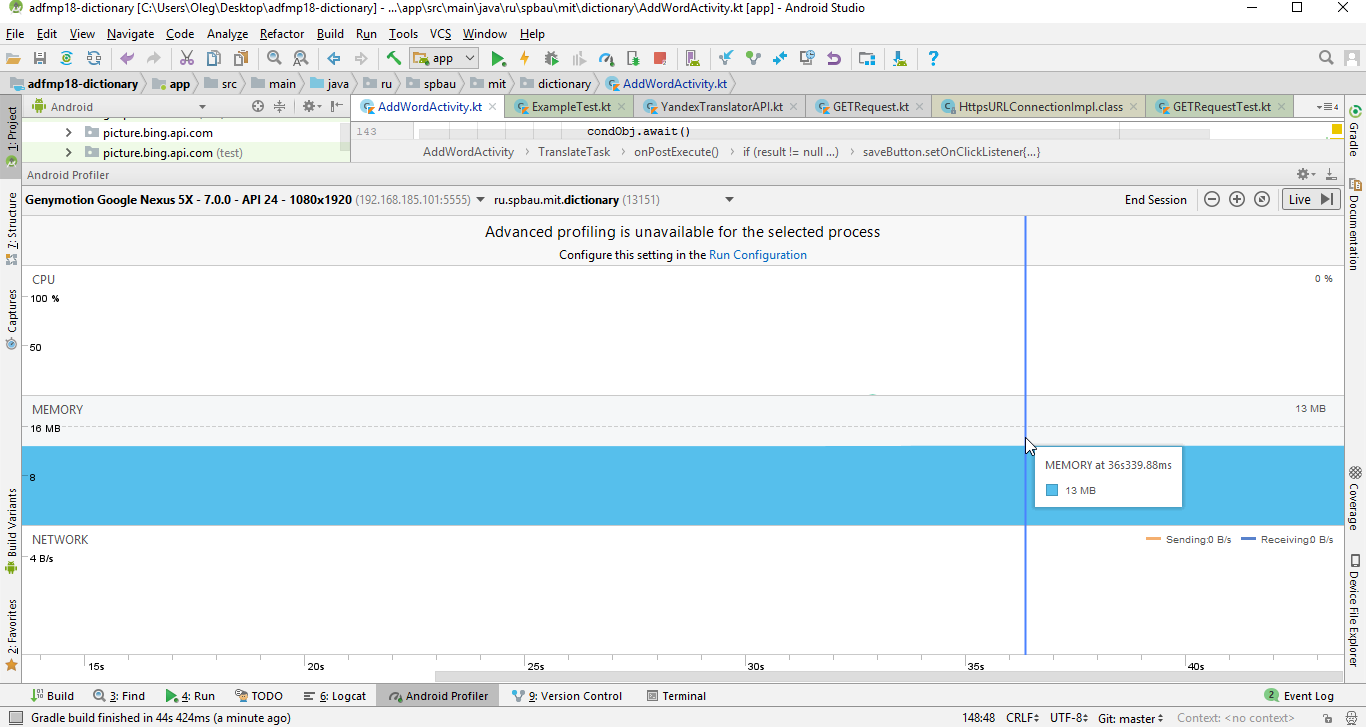 adfmp18-dictionary [C:\Users\Oleg\Desktop\adfmp18-dictionary] - ...\app\src\main\java\ru\spbau\mit\dictionary\AddWordActivity.kt [app] - Android Studio
File Edit View Navigate Code Analyze Refactor Build Run Tools VCS Window Help
app
adfmp18-dictionary app src main java ru spbau mit dictionary AddWordActivity.kt
1: Project
Android
AddWordActivity.kt ExampleTest.kt YandexTranslatorAPI.kt GETRequest.kt HttpsURLConnectionImpl.class GETRequestTest.kt
4
picture.bing.api.com
picture.bing.api.com (test)
143 condObj.await()
AddWordActivity TranslateTask onPostExecute() if (result != null ...) saveButton.setOnClickListener{...}
Android Profiler
Genymotion Google Nexus 5X - 7.0.0 - API 24 - 1080x1920 (192.168.185.101:5555) ru.spbau.mit.dictionary (13151) End Session Live
Advanced profiling is unavailable for the selected process
Configure this setting in the Run Configuration
CPU 0 %
100 %
50
MEMORY 13 MB
16 MB
8
MEMORY at 36s339.88ms
13 MB
NETWORK Sending:0 B/s Receiving:0 B/s
4 B/s
15s 20s 25s 30s 35s 40s
7: Structure
Captures
Build Variants
2: Favorites
Gradle
Documentation
Coverage
Device File Explorer
Build 3: Find 4: Run TODO 6: Logcat Android Profiler 9: Version Control Terminal 2 Event Log
Gradle build finished in 44s 424ms (a minute ago) 148:48 CRLF UTF-8 Git: master Context: <no context>